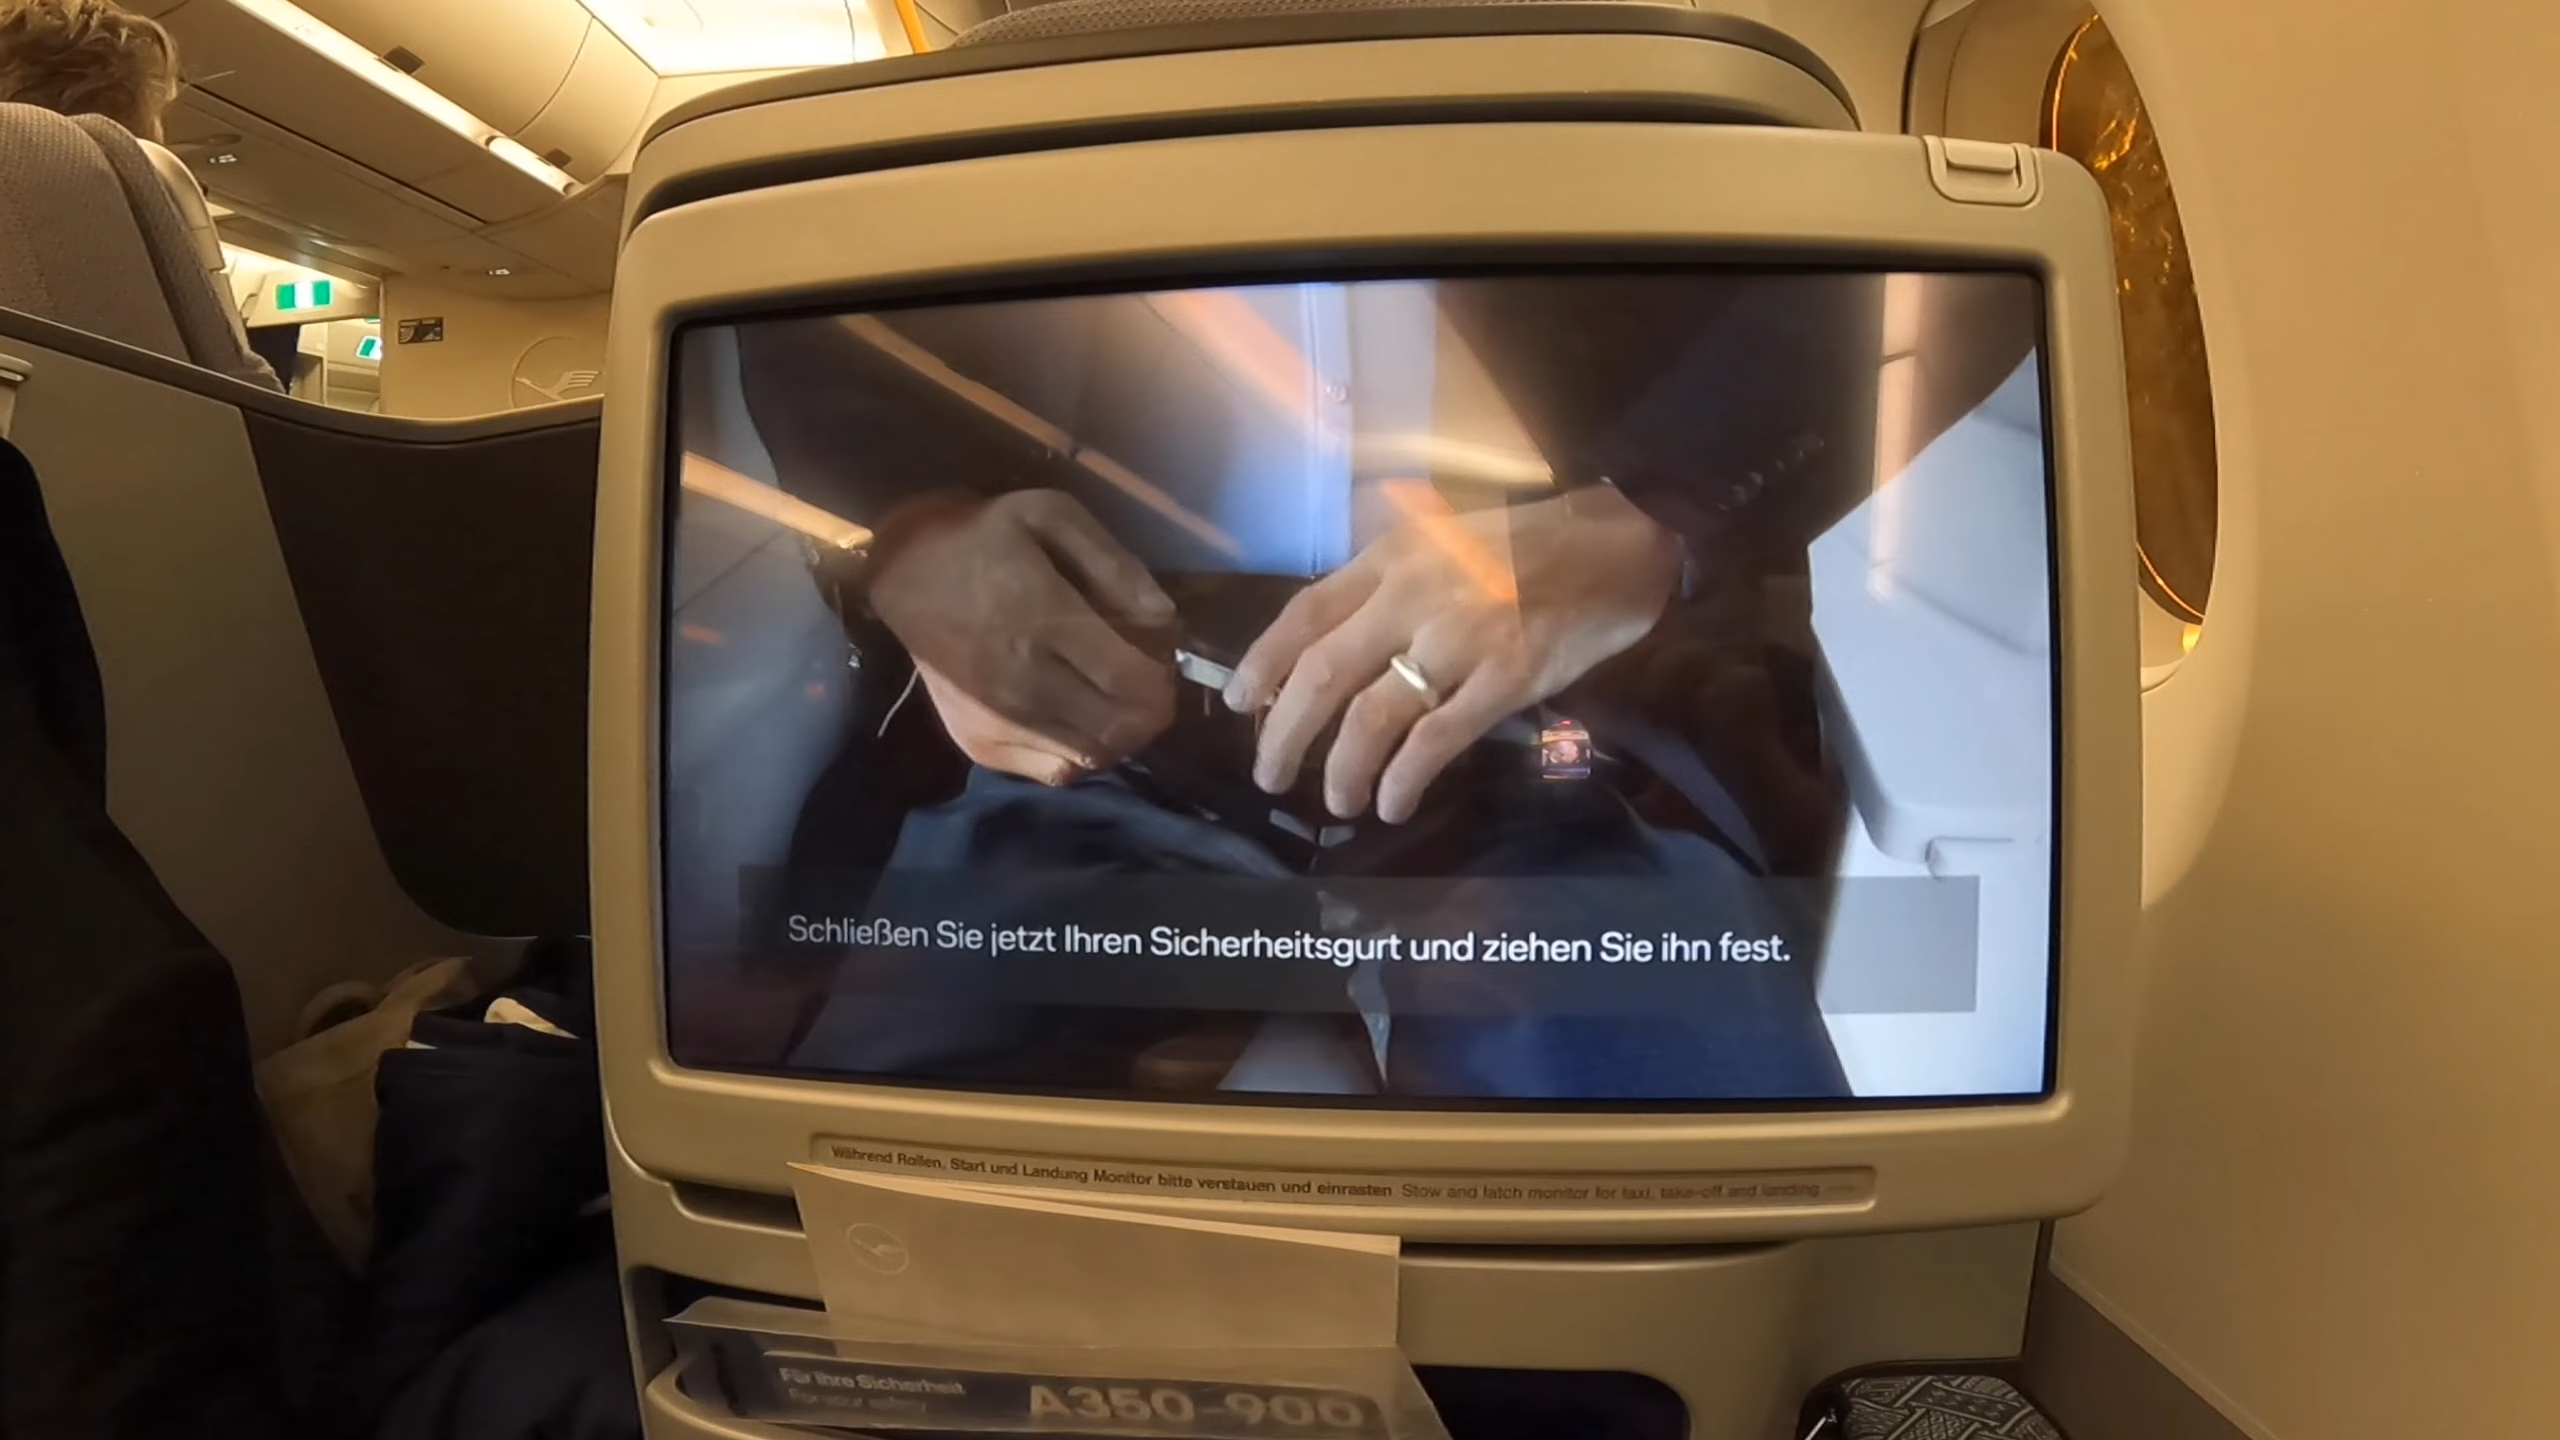 Schließen Sie jetzt Ihren Sicherheitsgurt und ziehen Sie ihn fest.
Während Rollen, Start und Landung Monitor bitte verstauen und einrasten Stow and latch monitor for taxi, take-off and landing
Für Ihre Sicherheit
For your safety
A350-900